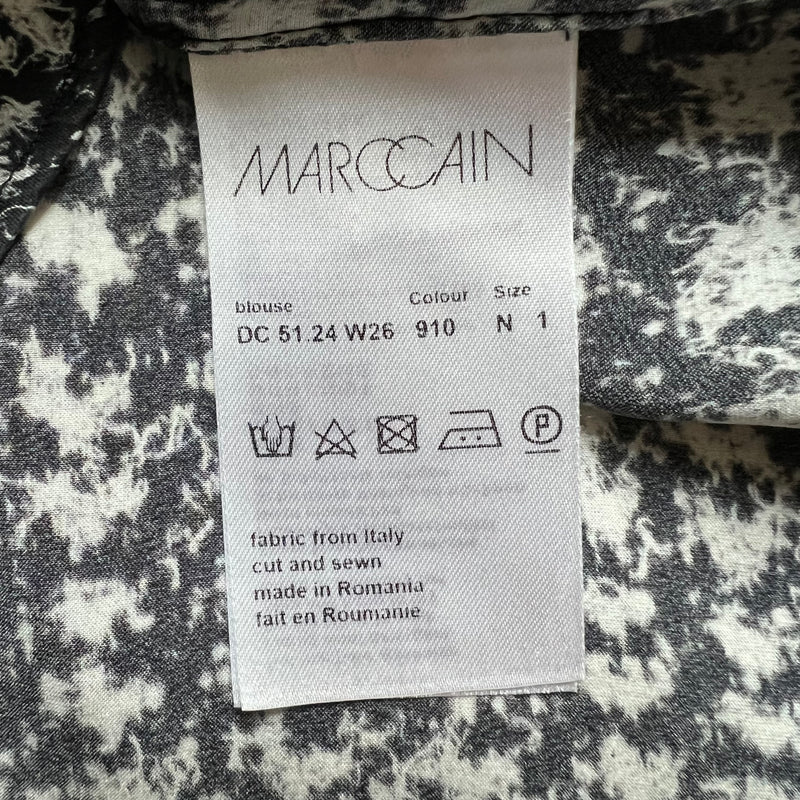 MARCCAIN
blouse Colour Size
DC 51.24 W26 910 N 1
P
fabric from Italy
cut and sewn
made in Romania
fait en Roumanie